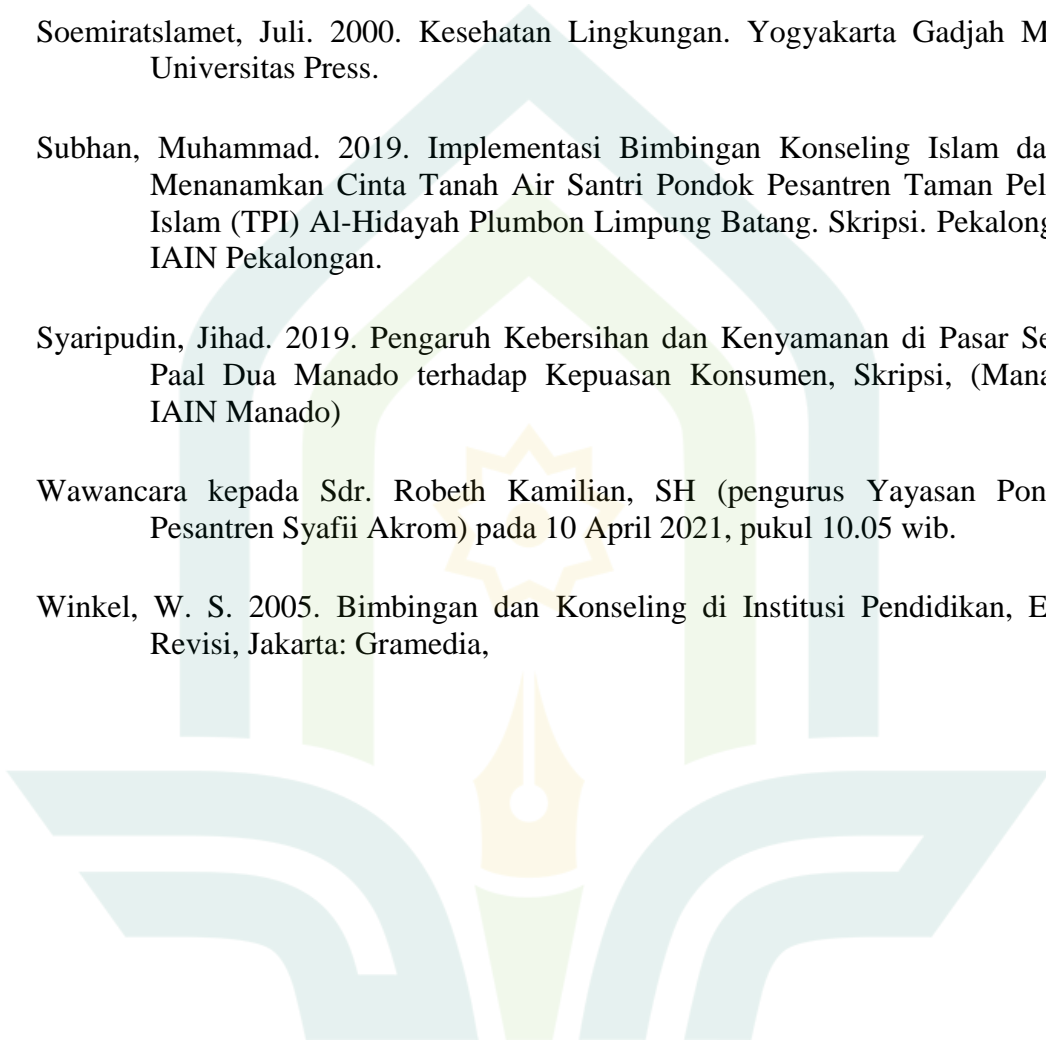 Soemiratslamet, Juli. 2000. Kesehatan Lingkungan. Yogyakarta Gadjah M
Universitas Press.
Subhan, Muhammad. 2019. Implementasi Bimbingan Konseling Islam da
Menanamkan Cinta Tanah Air Santri Pondok Pesantren Taman Pel
Islam (TPI) Al-Hidayah Plumbon Limpung Batang. Skripsi. Pekalong
IAIN Pekalongan.
Syaripudin, Jihad. 2019. Pengaruh Kebersihan dan Kenyamanan di Pasar Se
Paal Dua Manado terhadap Kepuasan Konsumen, Skripsi, (Mana
IAIN Manado)
Wawancara kepada Sdr. Robeth Kamilian, SH (pengurus Yayasan Pon
Pesantren Syafii Akrom) pada 10 April 2021, pukul 10.05 wib.
Winkel, W. S. 2005. Bimbingan dan Konseling di Institusi Pendidikan, E
Revisi, Jakarta: Gramedia,